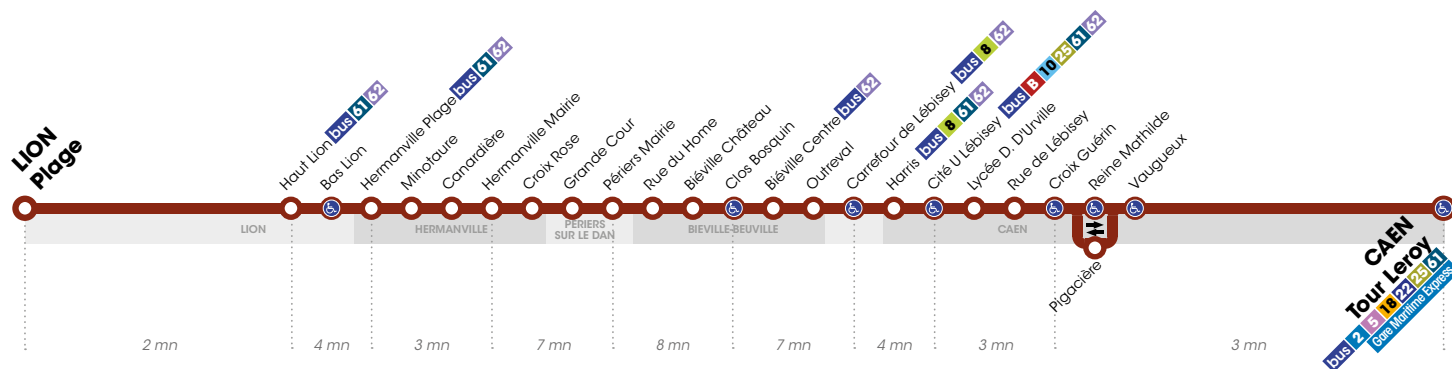 LION
Plage
Haut Lion bus 61 62
Bas Lion
Hermanville Plage bus 61 62
Minotaure
Canardière
Hermanville Mairie
Croix Rose
Grande Cour
Périers Mairie
Rue du Home
Biéville Château
Clos Bosquin
Biéville Centre bus 62
Outreval
Carrefour de Lébisey bus 8 62
Harris bus 8 61 62
Cité U Lébisey bus B 10 25 61 62
Lycée D. D'Urville
Rue de Lébisey
Croix Guérin
Reine Mathilde
Vaugueux
Pigacière
CAEN
Tour Leroy
bus 2 5 18 22 25 61
Gare Maritime Express
LION
HERMANVILLE
PÉRIERS
SUR LE DAN
BIEVILLE-BEUVILLE
CAEN
2 mn
4 mn
3 mn
7 mn
8 mn
7 mn
4 mn
3 mn
3 mn